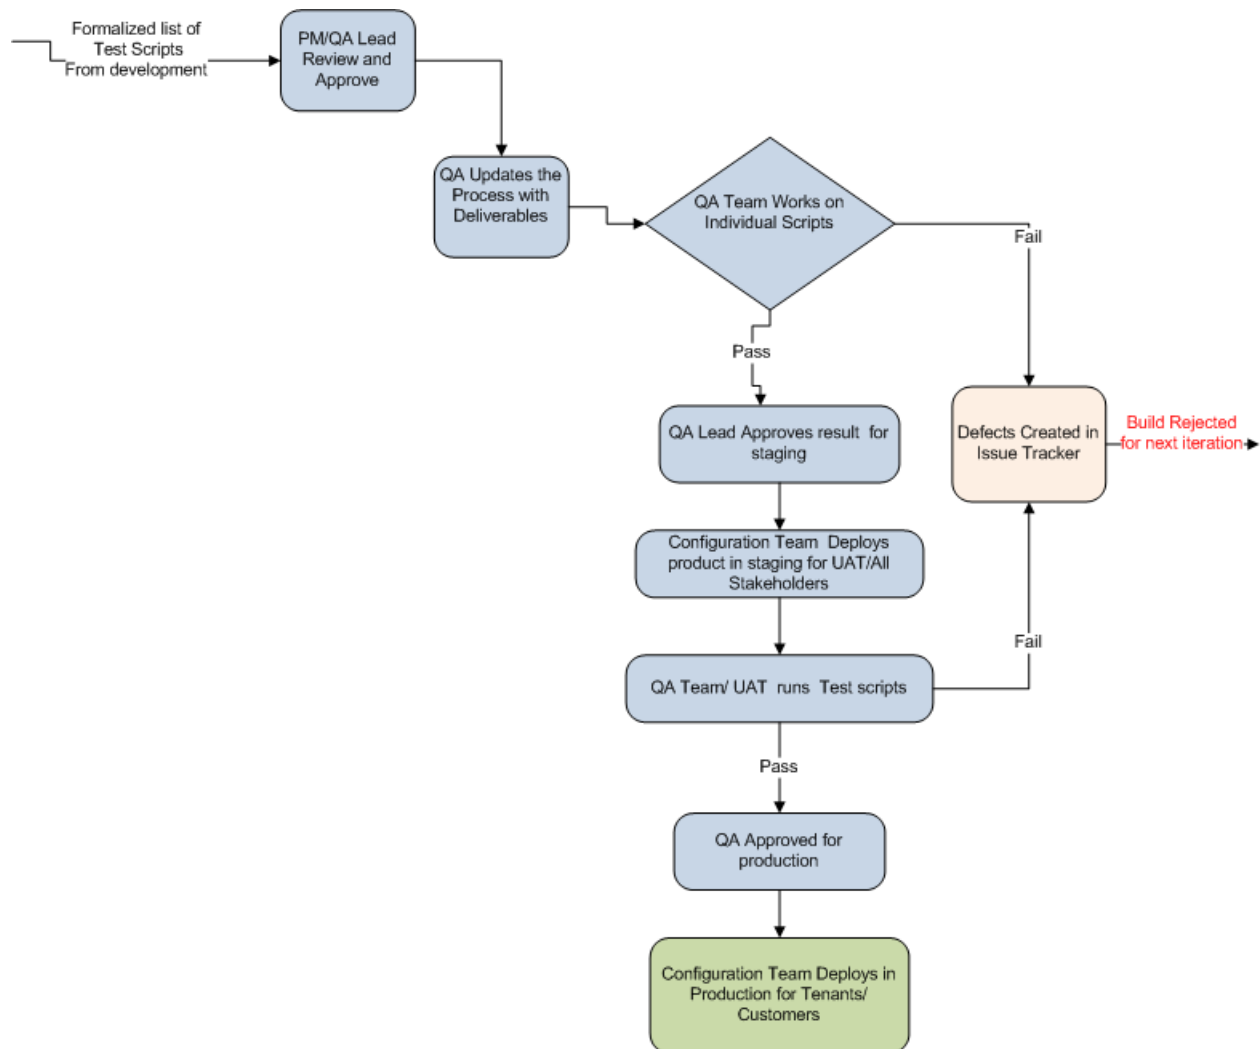 Formalized list of
Test Scripts
From development
PM/QA Lead
Review and
Approve
QA Updates the
Process with
Deliverables
QA Team Works on
Individual Scripts
Fail
Pass
QA Lead Approves result for
staging
Defects Created in
Issue Tracker
Build Rejected
for next iteration
Configuration Team Deploys
product in staging for UAT/All
Stakeholders
Fail
QA Team/ UAT runs Test scripts
Pass
QA Approved for
production
Configuration Team Deploys in
Production for Tenants/
Customers